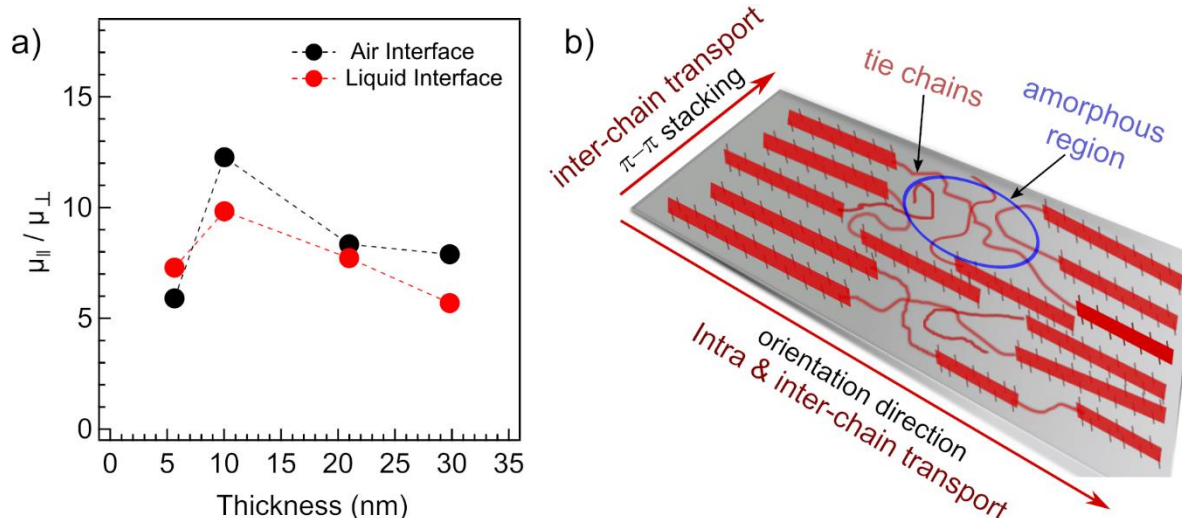 a)
Air Interface
Liquid Interface
15
10
5
0
μ∥ / μ⊥
0 5 10 15 20 25 30 35
Thickness (nm)
b)
inter-chain transport
π–π stacking
tie chains
amorphous
region
orientation direction
Intra & inter-chain transport